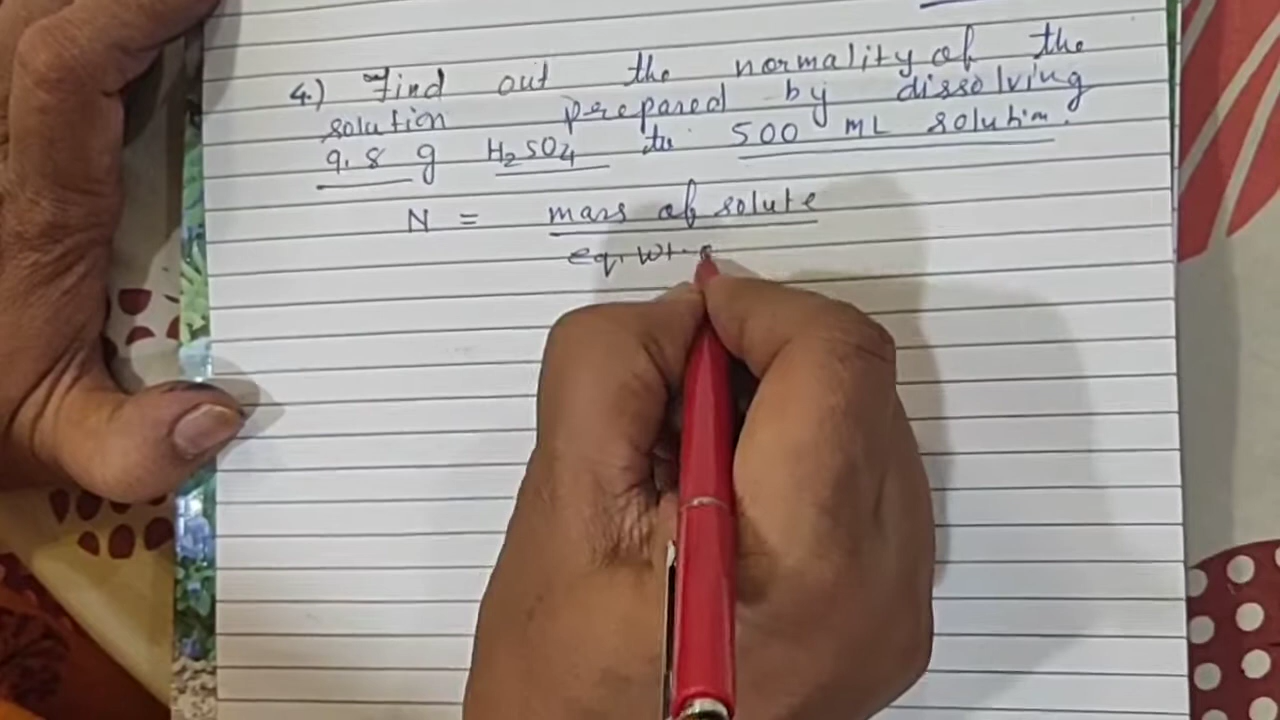 4.) Find out the normality of the
solution prepared by dissolving
9.8 g H₂SO₄ to 500 mL solution.
N = mass of solute
eq. wt.